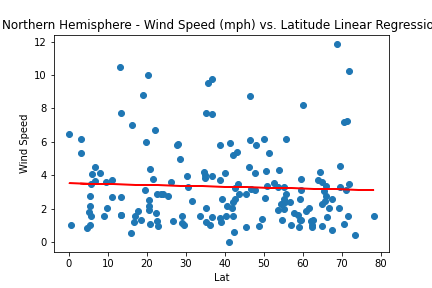 Northern Hemisphere - Wind Speed (mph) vs. Latitude Linear Regressio
12
10
8
6
4
2
0
Wind Speed
0 10 20 30 40 50 60 70 80
Lat